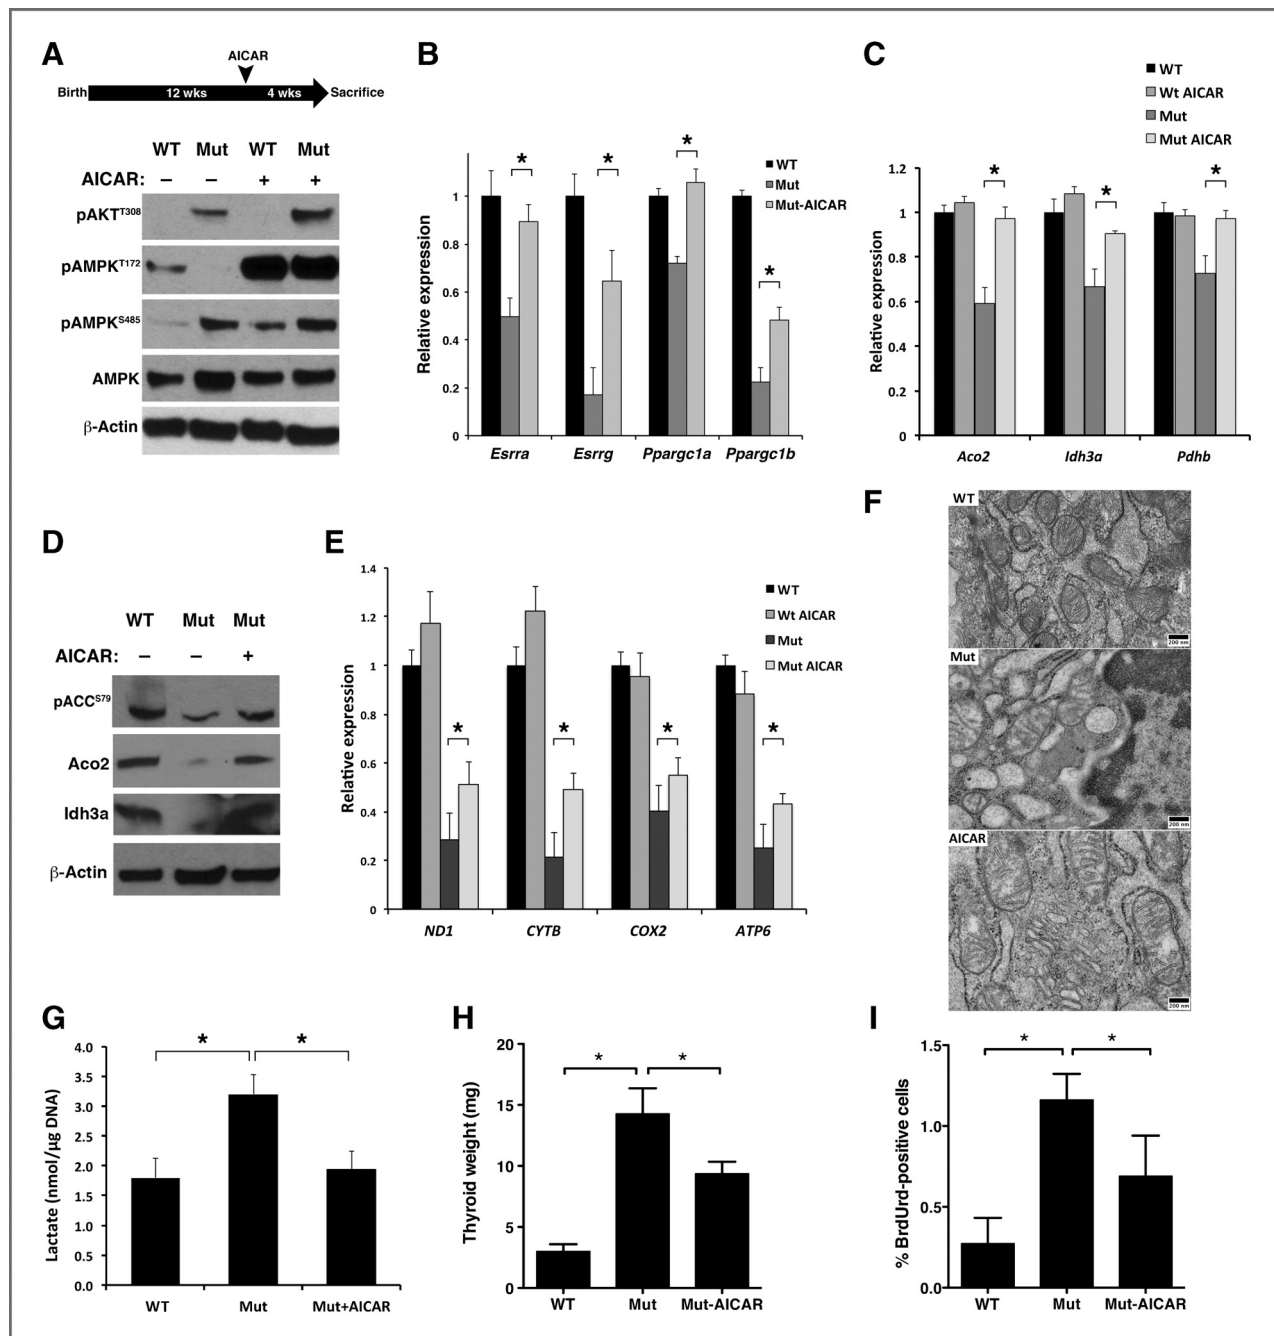 A
AICAR
Birth 12 wks 4 wks Sacrifice
WT Mut WT Mut
AICAR: – – + +
pAKT^T308
pAMPK^T172
pAMPK^S485
AMPK
β-Actin
B
* * * *
WT
Mut
Mut-AICAR
Relative expression
1
0.8
0.6
0.4
0.2
0
Esrra Esrrg Ppargc1a Ppargc1b
C
WT
Wt AICAR
Mut
Mut AICAR
* * *
Relative expression
1.2
1
0.8
0.6
0.4
0.2
0
Aco2 Idh3a Pdhb
D
WT Mut Mut
AICAR: – – +
pACC^S79
Aco2
Idh3a
β-Actin
E
WT
Wt AICAR
Mut
Mut AICAR
* * * *
Relative expression
1.4
1.2
1
0.8
0.6
0.4
0.2
0
ND1 CYTB COX2 ATP6
F
WT
200 nm
Mut
200 nm
AICAR
200 nm
G
* *
Lactate (nmol/µg DNA)
4.0
3.5
3.0
2.5
2.0
1.5
1.0
0.5
0.0
WT Mut Mut+AICAR
H
* *
Thyroid weight (mg)
20
15
10
5
0
WT Mut Mut-AICAR
I
* *
% BrdUrd-positive cells
1.5
1.0
0.5
0.0
WT Mut Mut-AICAR